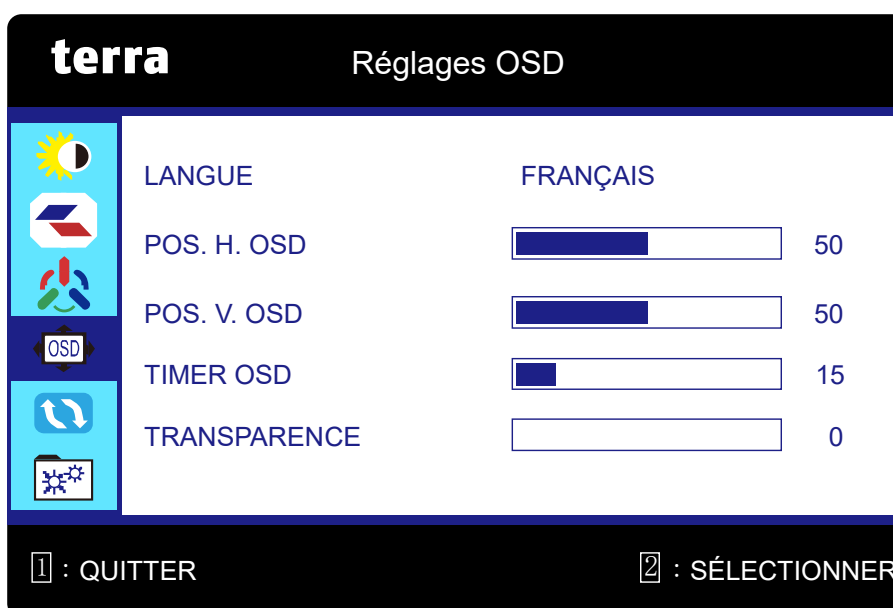 terra
Réglages OSD
LANGUE FRANÇAIS
POS. H. OSD 50
POS. V. OSD 50
OSD
TIMER OSD 15
TRANSPARENCE 0
1 : QUITTER
2 : SÉLECTIONNER